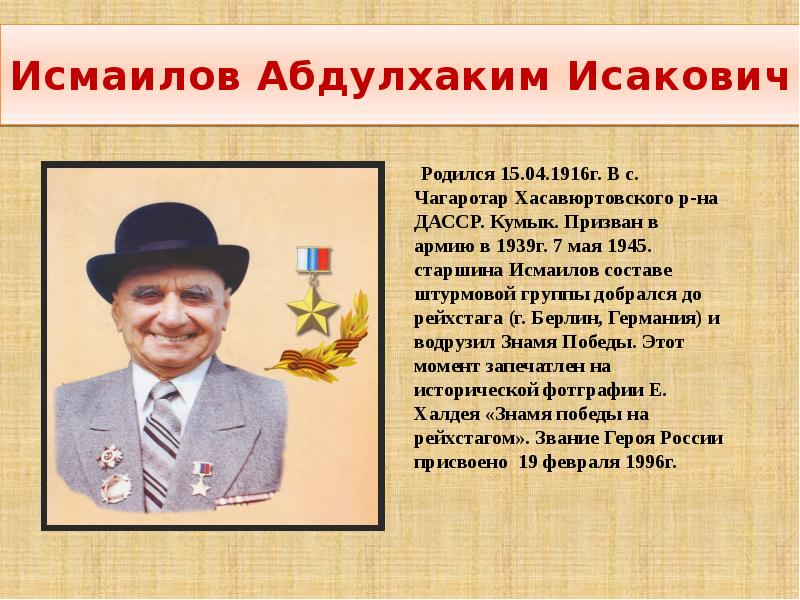 Исмаилов Абдулхаким Исакович
Родился 15.04.1916г. В с.
Чагаротар Хасавюртовского р-на
ДАССР. Кумык. Призван в
армию в 1939г. 7 мая 1945.
старшина Исмаилов составе
штурмовой группы добрался до
рейхстага (г. Берлин, Германия) и
водрузил Знамя Победы. Этот
момент запечатлен на
исторической фотграфии Е.
Халдея «Знамя победы на
рейхстагом». Звание Героя России
присвоено 19 февраля 1996г.